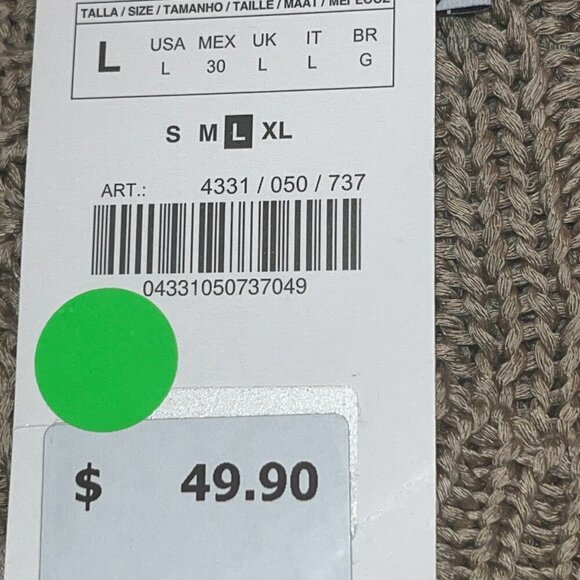 TALLA / SIZE / TAMANHO / TAILLE / MAAT /
L USA MEX UK IT BR
L 30 L L G
S M L XL
ART.: 4331 / 050 / 737
04331050737049
$ 49.90